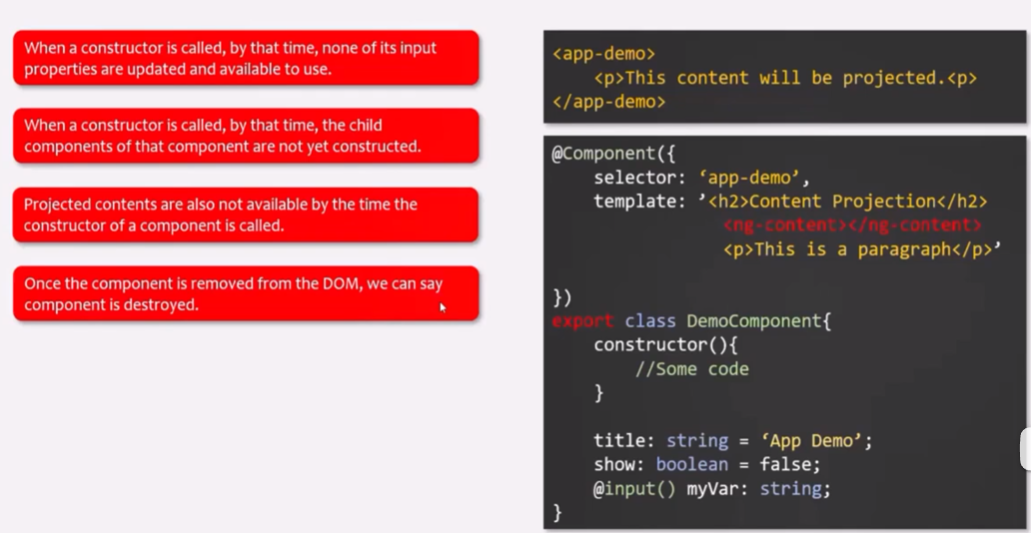 When a constructor is called, by that time, none of its input
properties are updated and available to use.
When a constructor is called, by that time, the child
components of that component are not yet constructed.
Projected contents are also not available by the time the
constructor of a component is called.
Once the component is removed from the DOM, we can say
component is destroyed.
<app-demo>
<p>This content will be projected.<p>
</app-demo>
@Component({
selector: ‘app-demo’,
template: ’<h2>Content Projection</h2>
<ng-content></ng-content>
<p>This is a paragraph</p>’
})
export class DemoComponent{
constructor(){
//Some code
}
title: string = ‘App Demo’;
show: boolean = false;
@input() myVar: string;
}